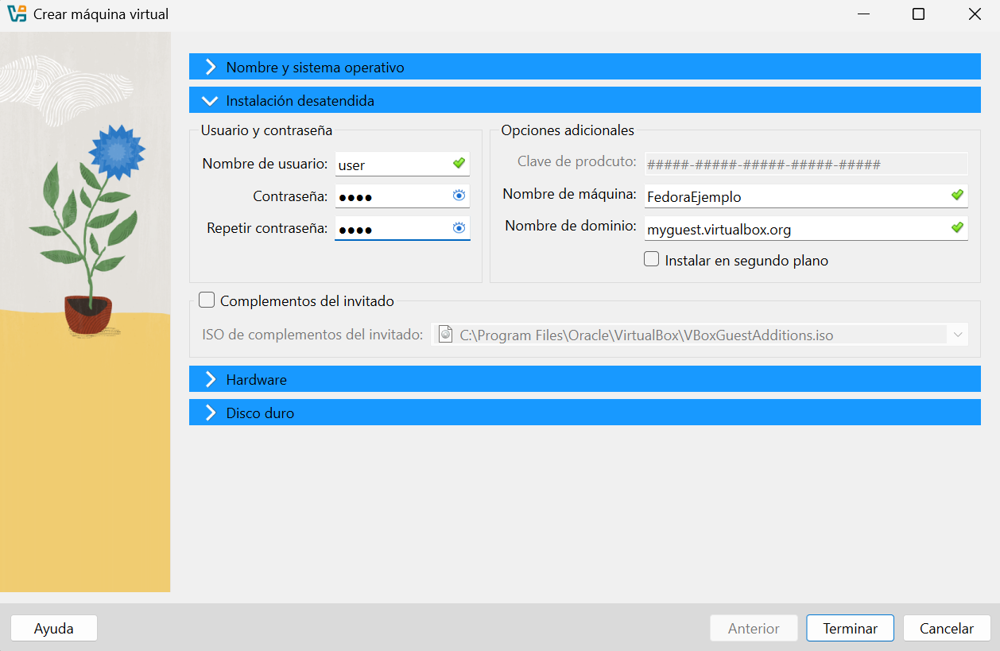 Crear máquina virtual
Nombre y sistema operativo
Instalación desatendida
Usuario y contraseña
Nombre de usuario: user
Contraseña: ●●●●
Repetir contraseña: ●●●●
Opciones adicionales
Clave de prodcuto: #####-#####-#####-#####-#####
Nombre de máquina: FedoraEjemplo
Nombre de dominio: myguest.virtualbox.org
Instalar en segundo plano
Complementos del invitado
ISO de complementos del invitado: C:\Program Files\Oracle\VirtualBox\VBoxGuestAdditions.iso
Hardware
Disco duro
Ayuda
Anterior
Terminar
Cancelar